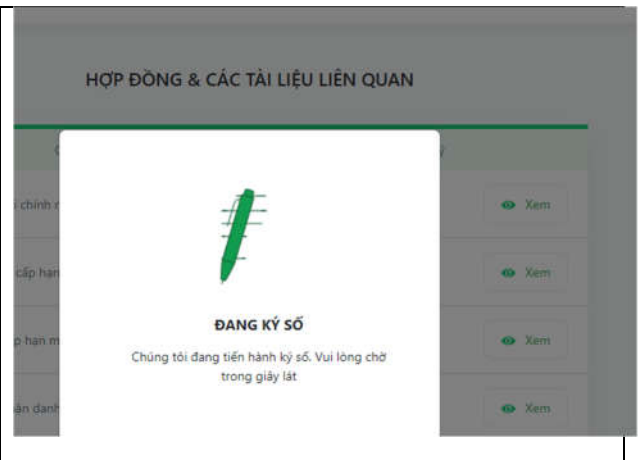 HỢP ĐỒNG & CÁC TÀI LIỆU LIÊN QUAN
i chính
Xem
cấp hạn
Xem
p hạn m
Xem
ận danh
Xem
ĐANG KÝ SỐ
Chúng tôi đang tiến hành ký số. Vui lòng chờ
trong giây lát